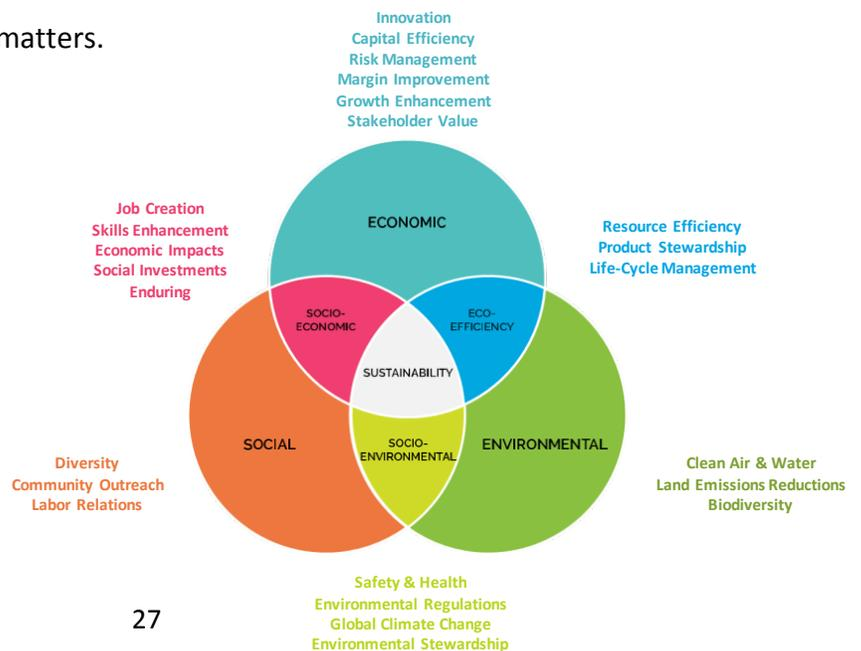 matters.
Innovation
Capital Efficiency
Risk Management
Margin Improvement
Growth Enhancement
Stakeholder Value
ECONOMIC
Job Creation
Skills Enhancement
Economic Impacts
Social Investments
Enduring
Resource Efficiency
Product Stewardship
Life-Cycle Management
SOCIO-
ECONOMIC
ECO-
EFFICIENCY
SUSTAINABILITY
SOCIAL
SOCIO-
ENVIRONMENTAL
ENVIRONMENTAL
Diversity
Community Outreach
Labor Relations
Clean Air & Water
Land Emissions Reductions
Biodiversity
Safety & Health
Environmental Regulations
Global Climate Change
Environmental Stewardship
27